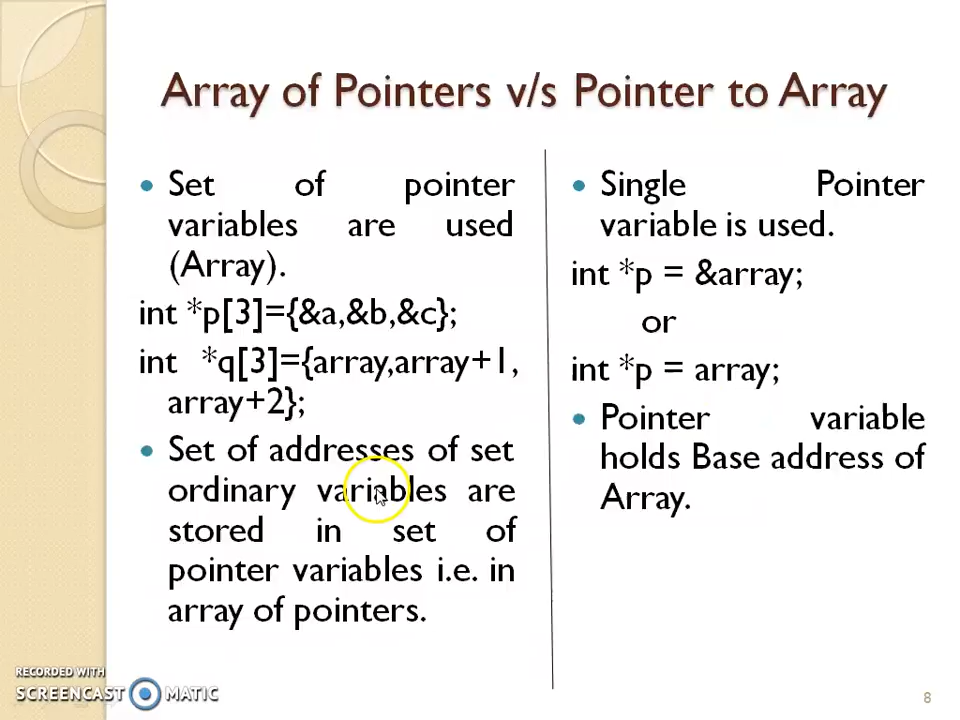 Array of Pointers v/s Pointer to Array
Set of pointer
variables are used
(Array).
int *p[3]={&a,&b,&c};
int *q[3]={array,array+1,
array+2};
Set of addresses of set
ordinary variables are
stored in set of
pointer variables i.e. in
array of pointers.
Single Pointer
variable is used.
int *p = &array;
or
int *p = array;
Pointer variable
holds Base address of
Array.
RECORDED WITH
SCREENCAST MATIC
8